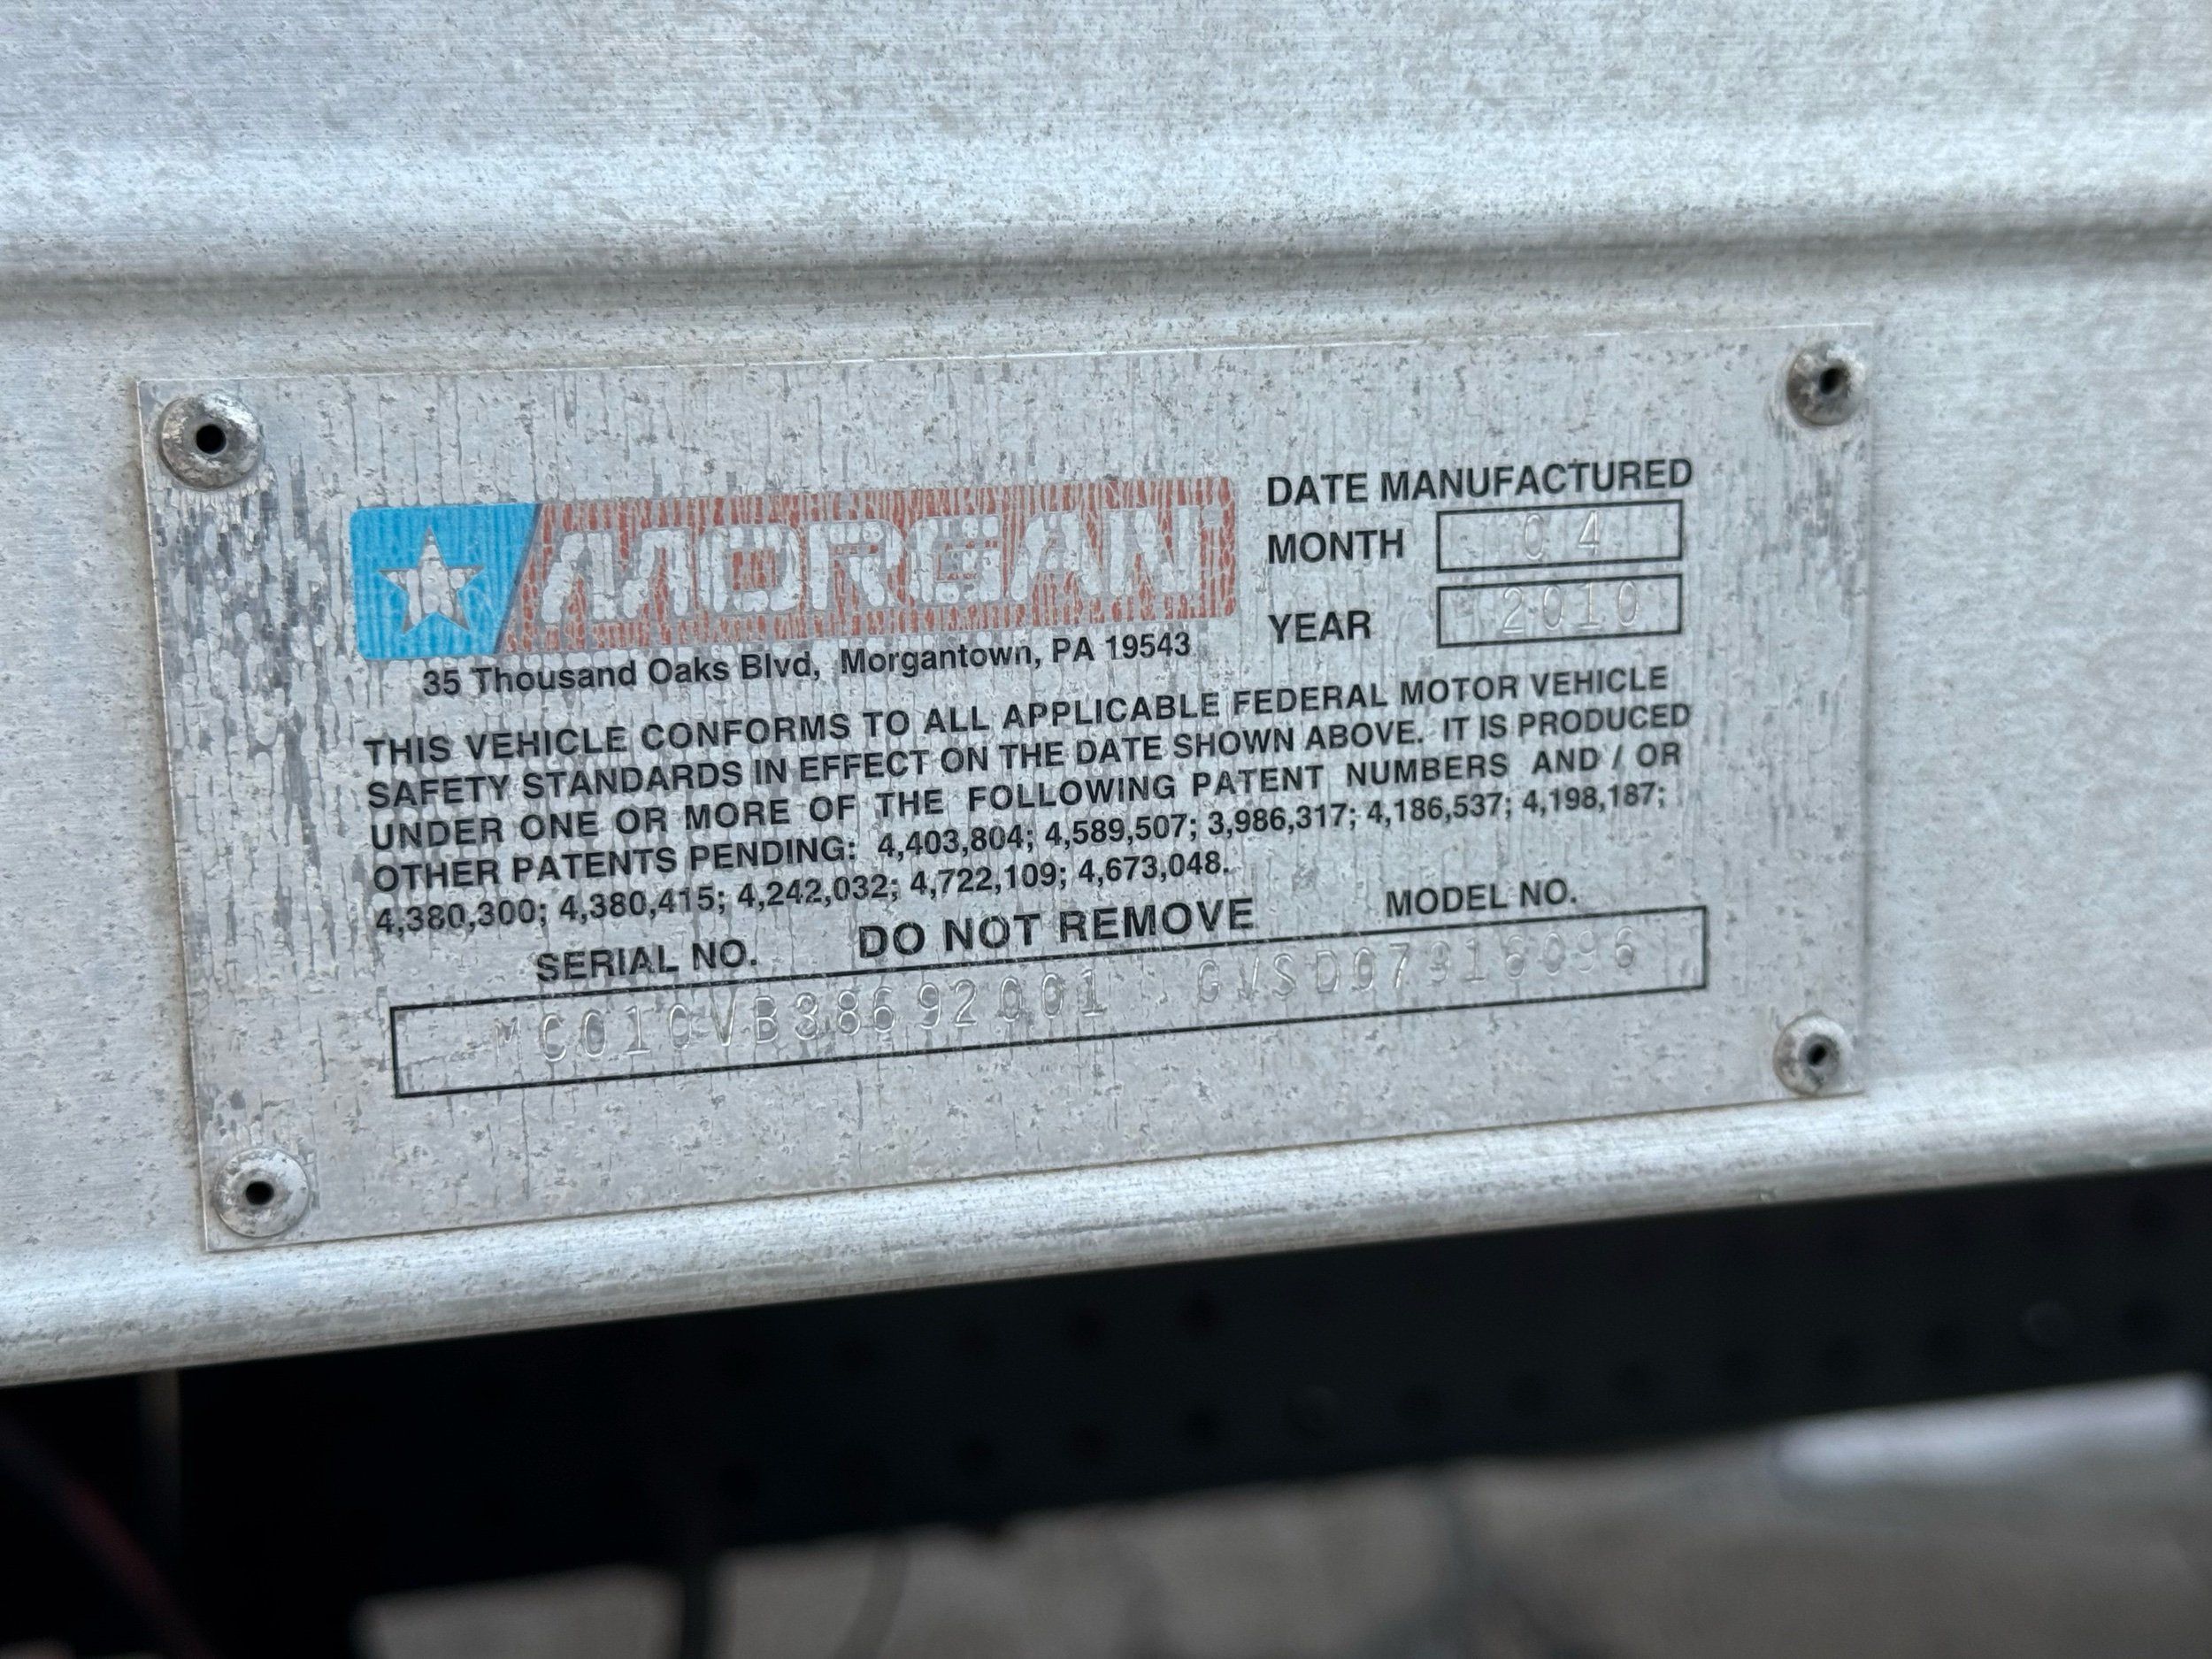 MORGAN
DATE MANUFACTURED
MONTH 04
YEAR 2010
35 Thousand Oaks Blvd, Morgantown, PA 19543
THIS VEHICLE CONFORMS TO ALL APPLICABLE FEDERAL MOTOR VEHICLE
SAFETY STANDARDS IN EFFECT ON THE DATE SHOWN ABOVE. IT IS PRODUCED
UNDER ONE OR MORE OF THE FOLLOWING PATENT NUMBERS AND / OR
OTHER PATENTS PENDING: 4,403,804; 4,589,507; 3,986,317; 4,186,537; 4,198,187;
4,380,300; 4,380,415; 4,242,032; 4,722,109; 4,673,048.
SERIAL NO. DO NOT REMOVE MODEL NO.